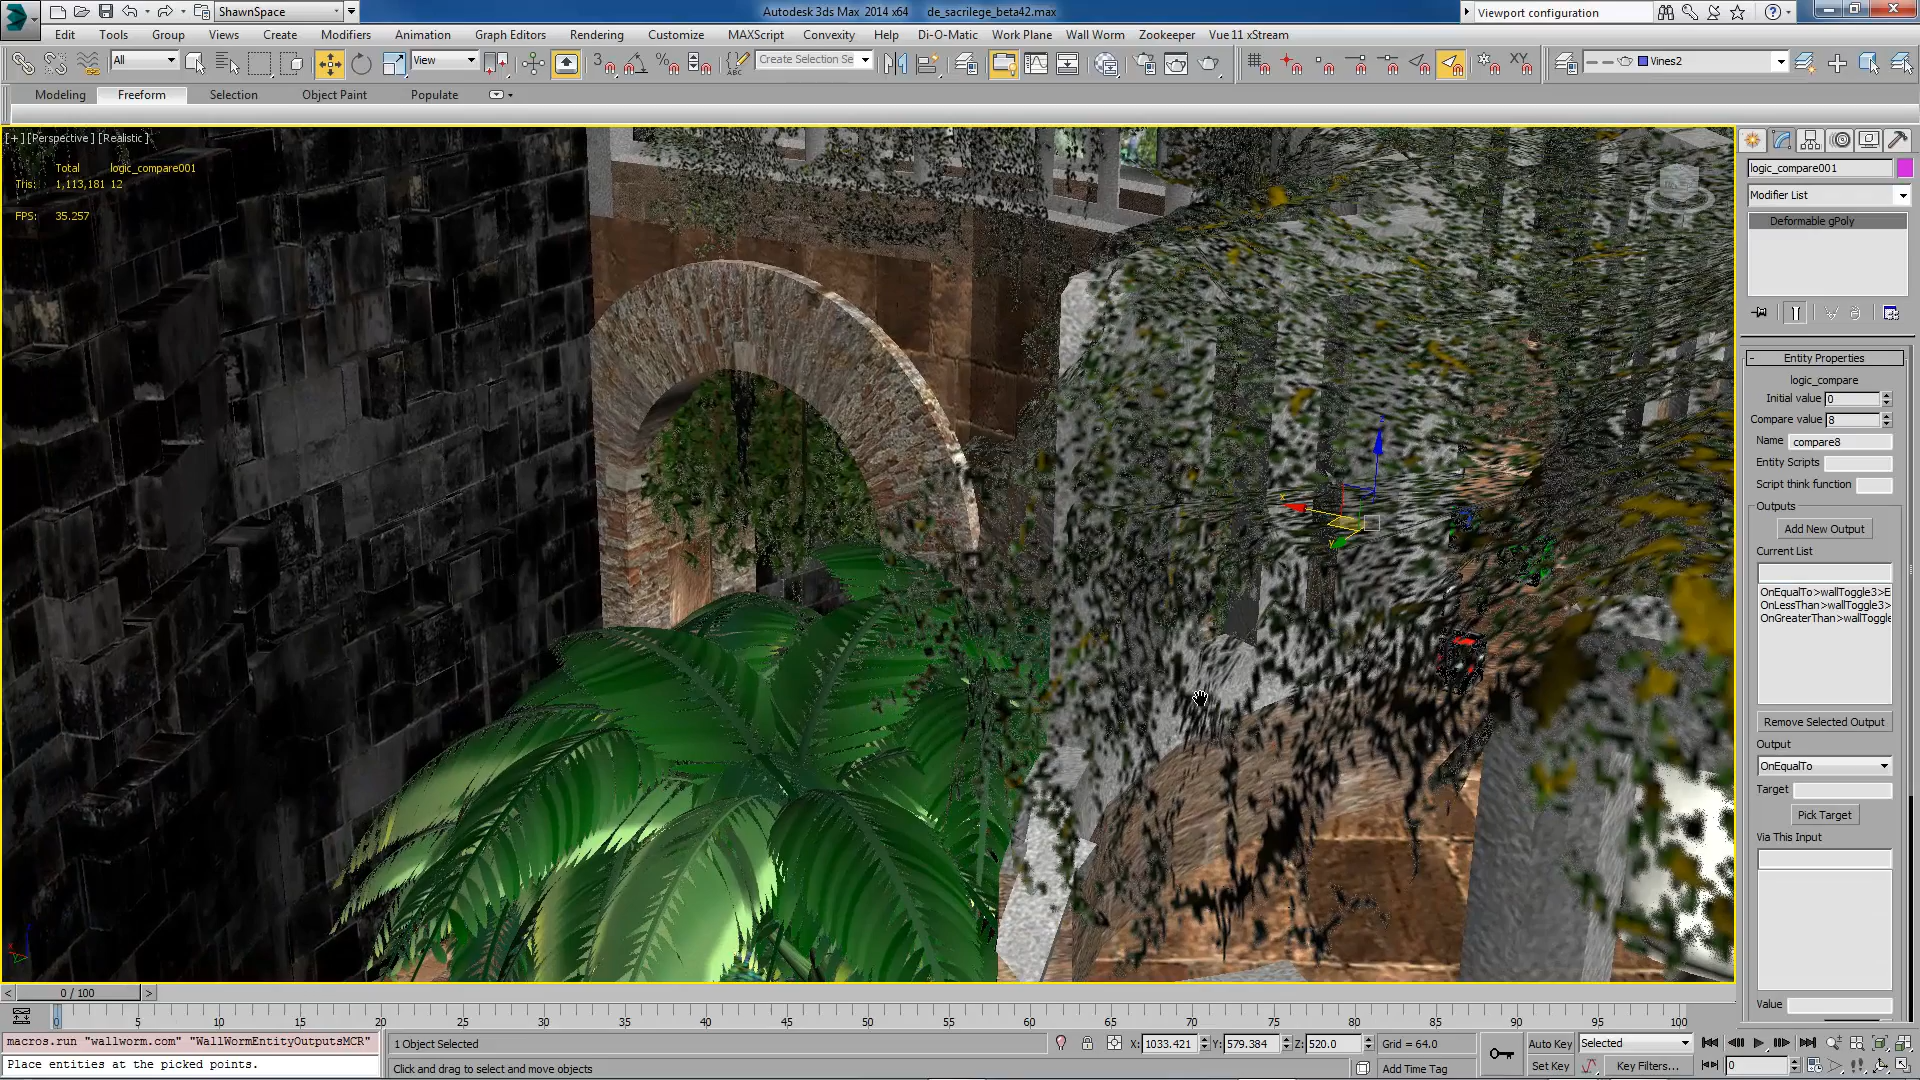 ShawnSpace
Autodesk 3ds Max 2014 x64 de_sacrilege_beta42.max
Viewport configuration
Edit Tools Group Views Create Modifiers Animation Graph Editors Rendering Customize MAXScript Convexity Help Di-O-Matic Work Plane Wall Worm Zookeeper Vue 11 xStream
All View 3 Create Selection Se XY Vines2
Modeling Freeform Selection Object Paint Populate
[+] [Perspective ] [Realistic ]
Total logic_compare001
Tris: 1,113,181 12
FPS: 35.257
logic_compare001
Modifier List
Deformable gPoly
- Entity Properties
logic_compare
Initial value 0
Compare value 8
Name compare8
Entity Scripts
Script think function
Outputs
Add New Output
Current List
OnEqualTo>wallToggle3>E
OnLessThan>wallToggle3>
OnGreaterThan>wallToggle
Remove Selected Output
Output
OnEqualTo
Target
Pick Target
Via This Input
Value
< 0 / 100 >
0 5 10 15 20 25 30 35 40 45 50 55 60 65 70 75 80 85 90 95 100
macros.run "wallworm.com" "WallWormEntityOutputsMCR"
Place entities at the picked points.
1 Object Selected
Click and drag to select and move objects
X: 1033.421 Y: 579.384 Z: 520.0 Grid = 64.0
Add Time Tag
Auto Key Selected
Set Key Key Filters...
0